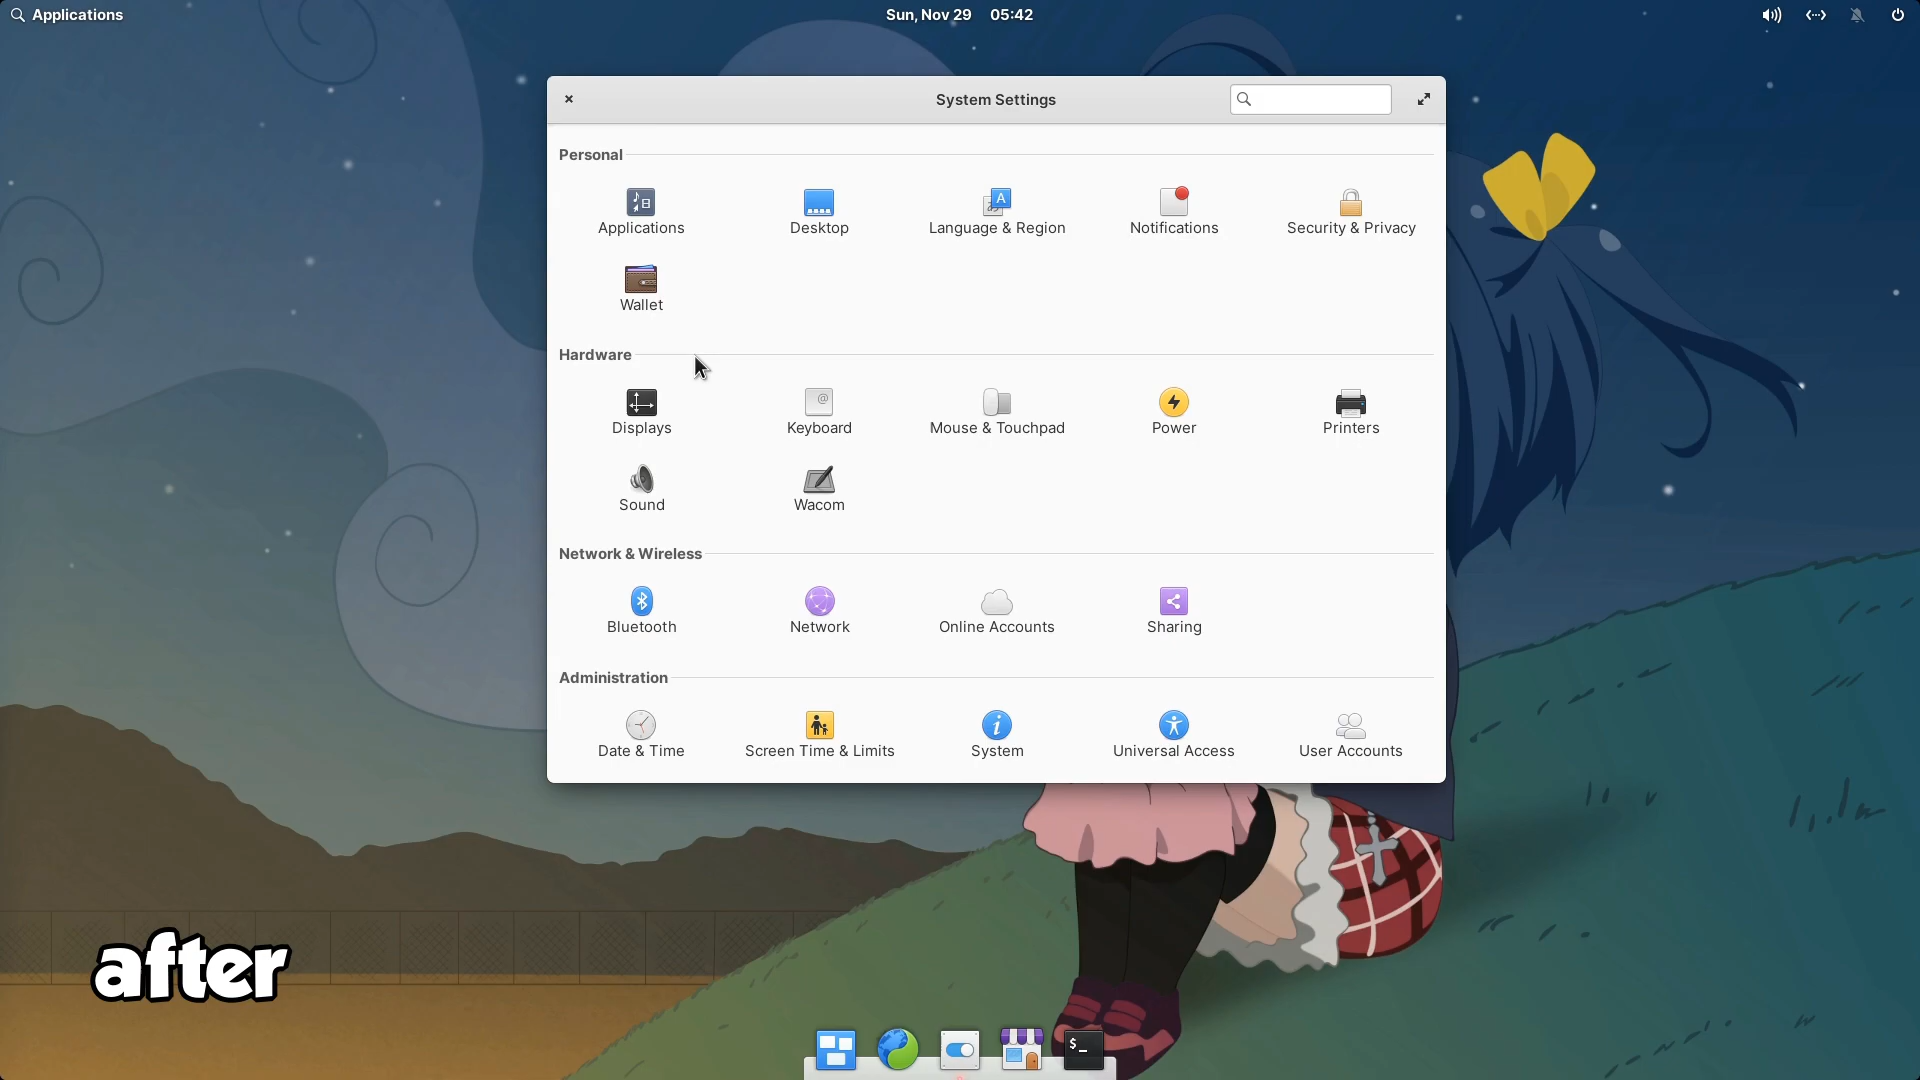 Applications
Sun, Nov 29 05:42
System Settings
Personal
Applications
Desktop
Language & Region
Notifications
Security & Privacy
Wallet
Hardware
Displays
Keyboard
Mouse & Touchpad
Power
Printers
Sound
Wacom
Network & Wireless
Bluetooth
Network
Online Accounts
Sharing
Administration
Date & Time
Screen Time & Limits
System
Universal Access
User Accounts
after
$_